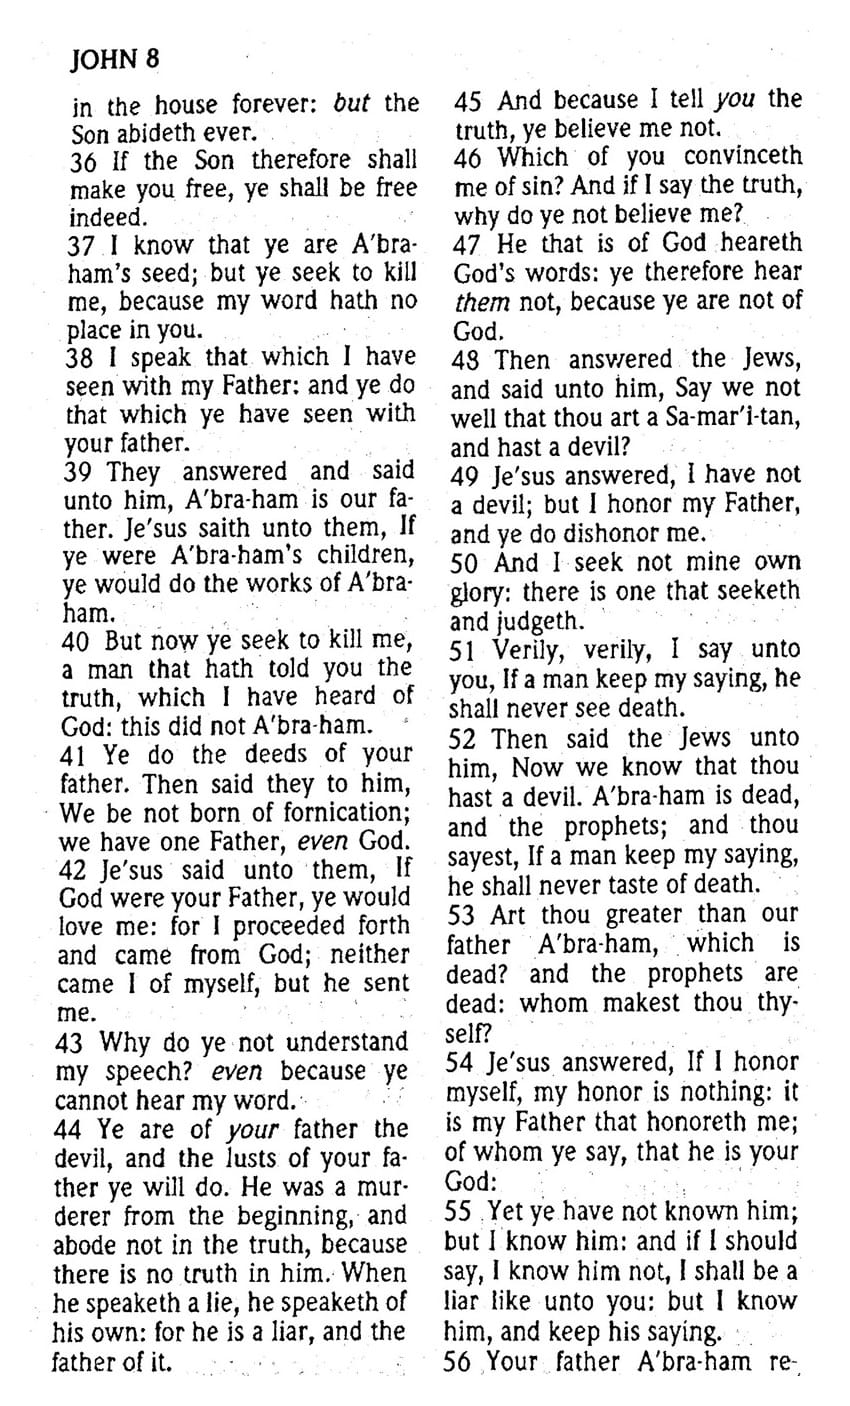 JOHN 8
in the house forever: but the
Son abideth ever.
36 If the Son therefore shall
make you free, ye shall be free
indeed.
37 I know that ye are A'bra-
ham's seed; but ye seek to kill
me, because my word hath no
place in you.
38 I speak that which I have
seen with my Father: and ye do
that which ye have seen with
your father.
39 They answered and said
unto him, A'bra-ham is our fa-
ther. Je'sus saith unto them, If
ye were A'bra-ham's children,
ye would do the works of A'bra-
ham.
40 But now ye seek to kill me,
a man that hath told you the
truth, which I have heard of
God: this did not A'bra-ham.
41 Ye do the deeds of your
father. Then said they to him,
We be not born of fornication;
we have one Father, even God.
42 Je'sus said unto them, If
God were your Father, ye would
love me: for I proceeded forth
and came from God; neither
came I of myself, but he sent
me.
43 Why do ye not understand
my speech? even because ye
cannot hear my word.
44 Ye are of your father the
devil, and the lusts of your fa-
ther ye will do. He was a mur-
derer from the beginning, and
abode not in the truth, because
there is no truth in him. When
he speaketh a lie, he speaketh of
his own: for he is a liar, and the
father of it.
45 And because I tell you the
truth, ye believe me not.
46 Which of you convinceth
me of sin? And if I say the truth,
why do ye not believe me?
47 He that is of God heareth
God's words: ye therefore hear
them not, because ye are not of
God.
48 Then answered the Jews,
and said unto him, Say we not
well that thou art a Sa-mar'i-tan,
and hast a devil?
49 Je'sus answered, I have not
a devil; but I honor my Father,
and ye do dishonor me.
50 And I seek not mine own
glory: there is one that seeketh
and judgeth.
51 Verily, verily, I say unto
you, If a man keep my saying, he
shall never see death.
52 Then said the Jews unto
him, Now we know that thou
hast a devil. A'bra-ham is dead,
and the prophets; and thou
sayest, If a man keep my saying,
he shall never taste of death.
53 Art thou greater than our
father A'bra-ham, which is
dead? and the prophets are
dead: whom makest thou thy-
self?
54 Je'sus answered, If I honor
myself, my honor is nothing: it
is my Father that honoreth me;
of whom ye say, that he is your
God:
55 Yet ye have not known him;
but I know him: and if I should
say, I know him not, I shall be a
liar like unto you: but I know
him, and keep his saying.
56 Your father A'bra-ham re-